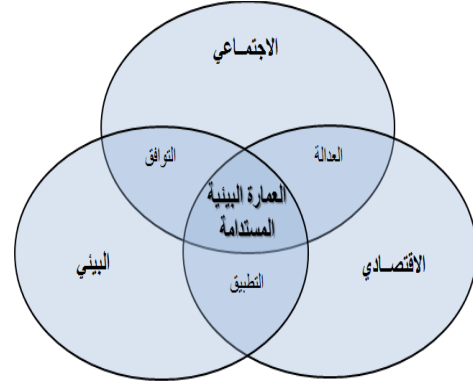 الاجتمــاعي
العدالة
التوافق
العمارة البيئية
المستدامة
الاقتصــادي
البيئي
التطبيق